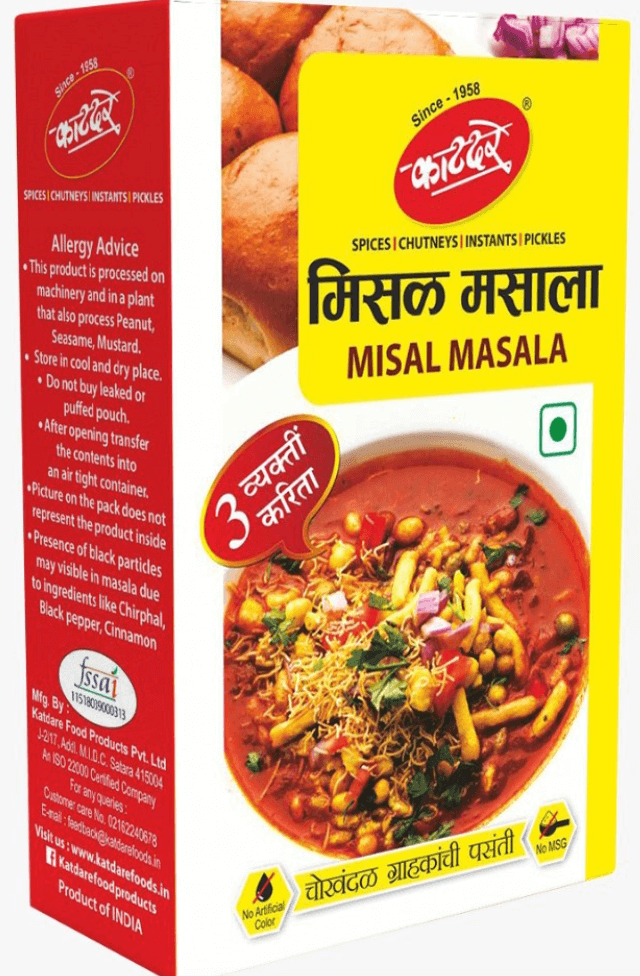 Since - 1958
काटदरे
®
SPICES | CHUTNEYS | INSTANTS | PICKLES
Allergy Advice
• This product is processed on
machinery and in a plant
that also process Peanut,
Seasame, Mustard.
• Store in cool and dry place.
• Do not buy leaked or
puffed pouch.
• After opening transfer
the contents into
an air tight container.
• Picture on the pack does not
represent the product inside
• Presence of black particles
may visible in masala due
to ingredients like Chirphal,
Black pepper, Cinnamon
fssai
11518019000313
Mfg. By :
Katdare Food Products Pvt. Ltd
J-2/17, Addl. M.I.D.C. Satara 415004
An ISO 22000 Certified Company
For any queries :
Customer care No. 02162240678
E-mail : feedback@katdarefoods.in
Visit us : www.katdarefoods.in
Katdarefoodproducts
Product of INDIA
Since - 1958
काटदरे
®
SPICES | CHUTNEYS | INSTANTS | PICKLES
मिसळ मसाला
MISAL MASALA
3 व्यक्तीं
करिता
No Artificial
Color
चोखंदळ ग्राहकांची पसंती
No MSG